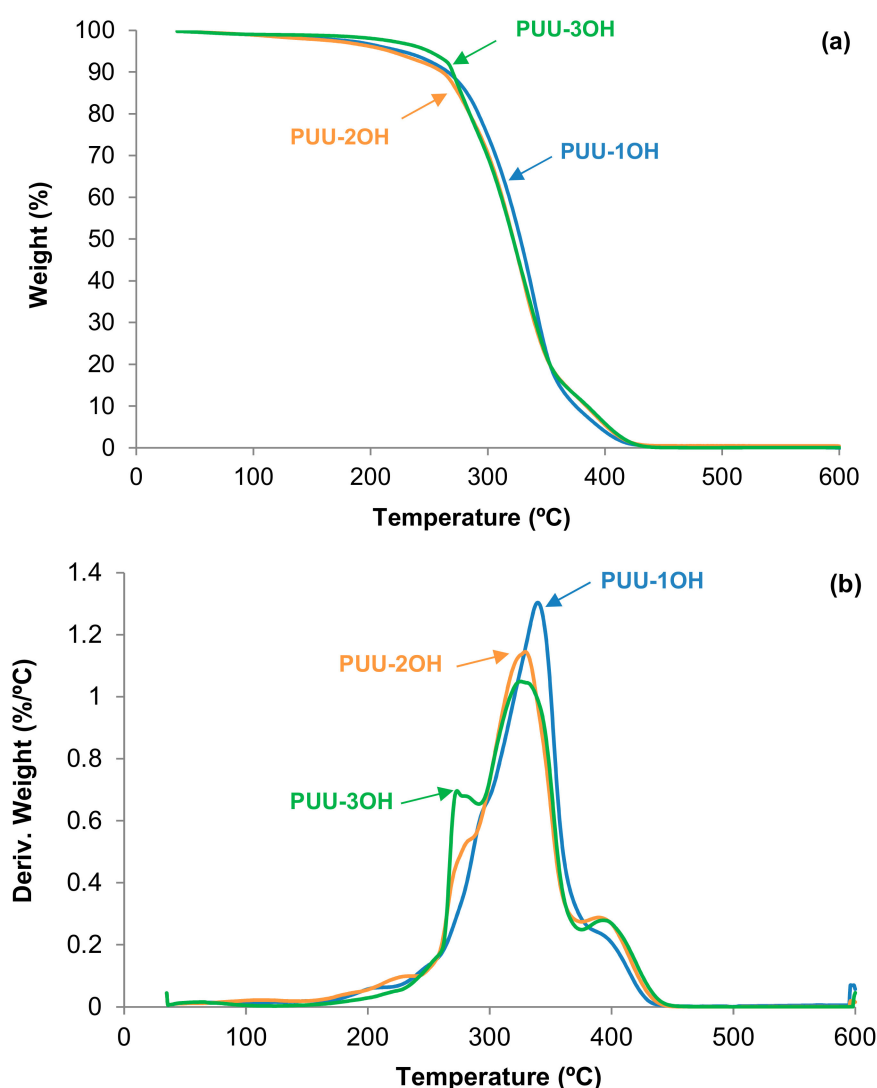 (a)
PUU-3OH
PUU-2OH
PUU-1OH
Weight (%)
100
90
80
70
60
50
40
30
20
10
0
0 100 200 300 400 500 600
Temperature (ºC)
(b)
PUU-1OH
PUU-2OH
PUU-3OH
Deriv. Weight (%/ºC)
1.4
1.2
1
0.8
0.6
0.4
0.2
0
0 100 200 300 400 500 600
Temperature (ºC)